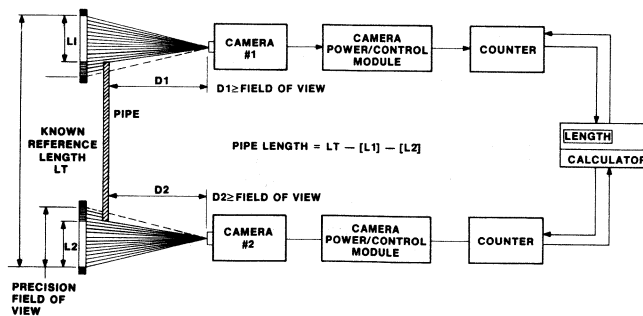 L1
CAMERA
#1
CAMERA
POWER/CONTROL
MODULE
COUNTER
D1
D1≥FIELD OF VIEW
PIPE
KNOWN
REFERENCE
LENGTH
LT
PIPE LENGTH = LT – [L1] – [L2]
LENGTH
CALCULATOR
D2
D2≥FIELD OF VIEW
L2
CAMERA
#2
CAMERA
POWER/CONTROL
MODULE
COUNTER
PRECISION
FIELD OF
VIEW